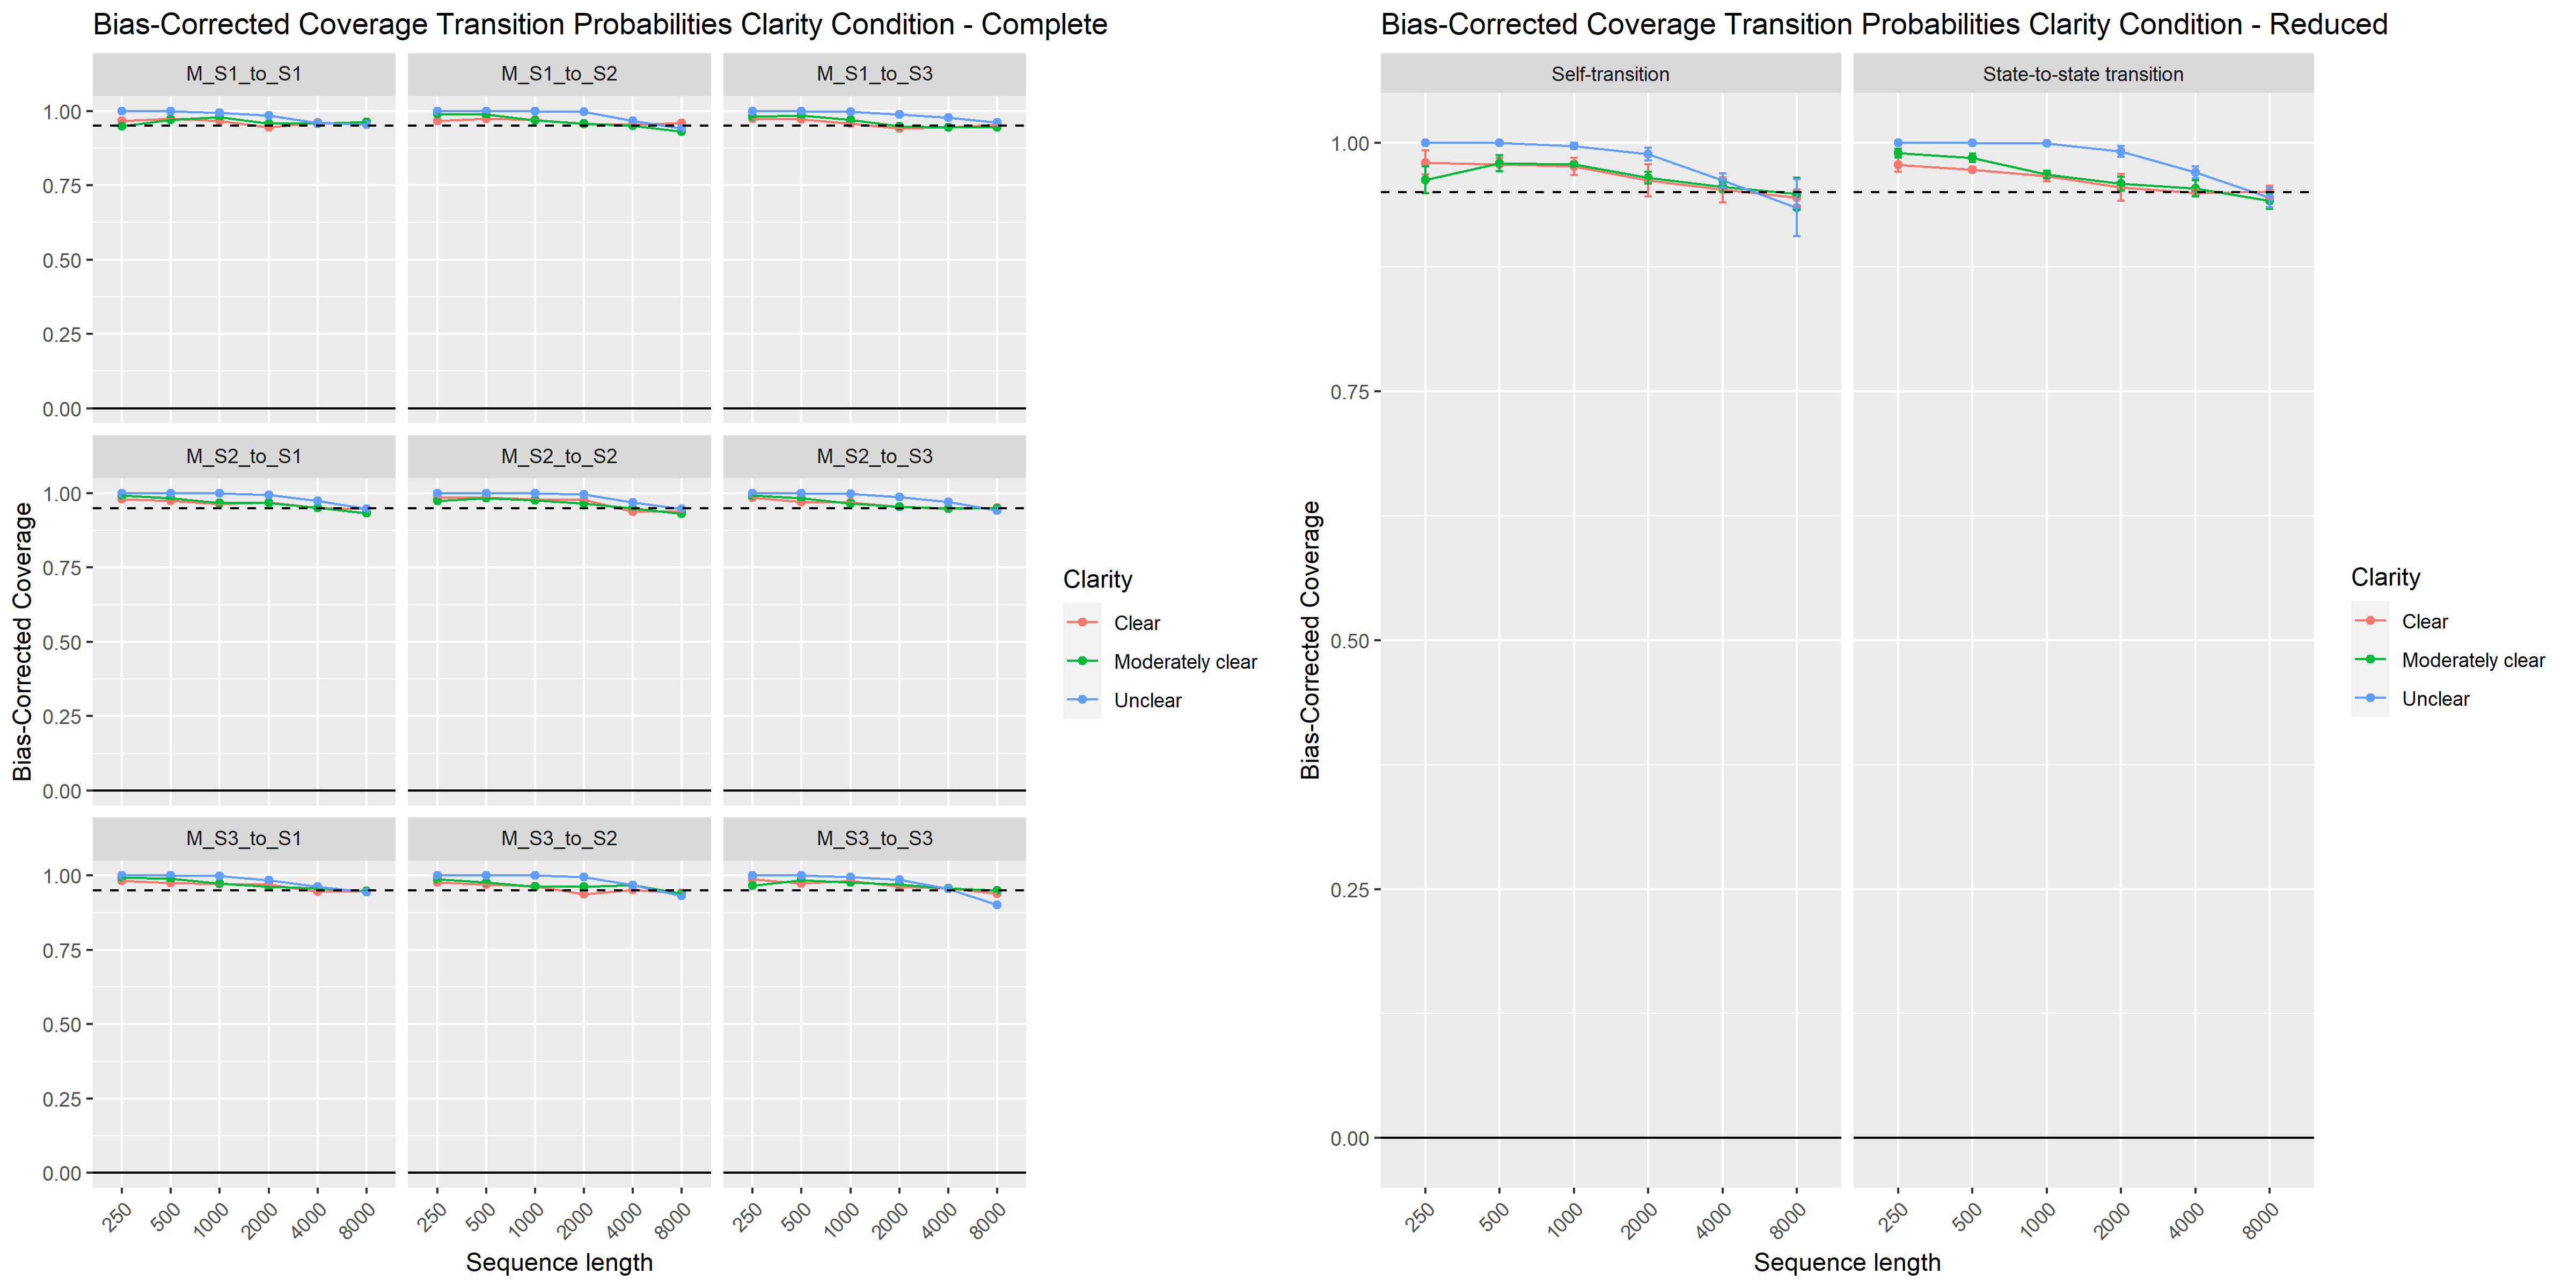 Bias-Corrected Coverage Transition Probabilities Clarity Condition - Complete
M_S1_to_S1
M_S1_to_S2
M_S1_to_S3
1.00
0.75
0.50
0.25
0.00
M_S2_to_S1
M_S2_to_S2
M_S2_to_S3
1.00
0.75
0.50
0.25
0.00
M_S3_to_S1
M_S3_to_S2
M_S3_to_S3
1.00
0.75
0.50
0.25
0.00
250 500 1000 2000 4000 8000
250 500 1000 2000 4000 8000
250 500 1000 2000 4000 8000
Sequence length
Bias-Corrected Coverage
Clarity
Clear
Moderately clear
Unclear
Bias-Corrected Coverage Transition Probabilities Clarity Condition - Reduced
Self-transition
State-to-state transition
1.00
0.75
0.50
0.25
0.00
250 500 1000 2000 4000 8000
250 500 1000 2000 4000 8000
Sequence length
Bias-Corrected Coverage
Clarity
Clear
Moderately clear
Unclear